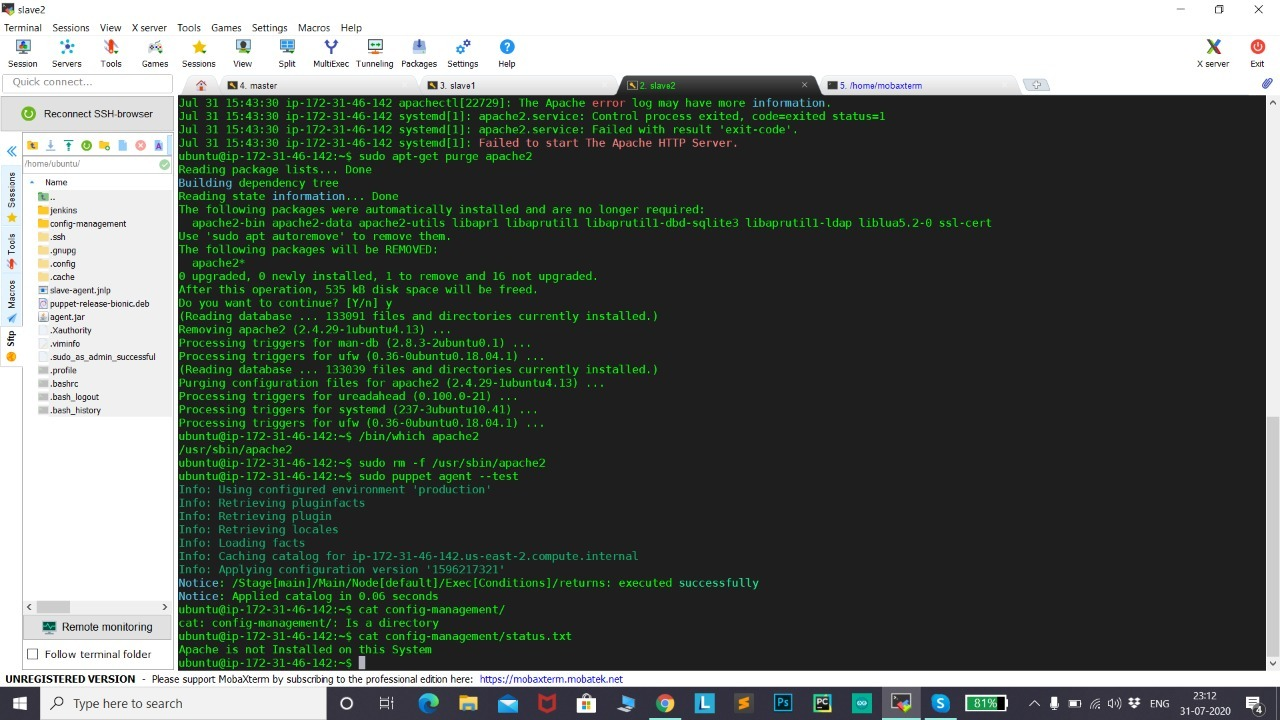 slave2
Terminal Sessions View X server Tools Games Settings Macros Help
Session Servers Tools Games Sessions View Split MultiExec Tunneling Packages Settings Help X server Exit
Quick connect...
4. master
3. slave1
2. slave2
5. /home/mobaxterm
Reconnect SSH-browser
/home/ubuntu/
Name
..
jenkins
config-management
.ssh
.gnupg
.config
.cache
slave-agent.jnlp
puppet-release-bionic.deb
agent.jar
.Xauthority
.viminfo
.sudo_as_admin_successful
.profile
.bashrc
.bash_logout
.bash_history
Sessions
Tools
Macros
Sftp
Remote monitoring
Follow terminal folder
Jul 31 15:43:30 ip-172-31-46-142 apachectl[22729]: The Apache error log may have more information.
Jul 31 15:43:30 ip-172-31-46-142 systemd[1]: apache2.service: Control process exited, code=exited status=1
Jul 31 15:43:30 ip-172-31-46-142 systemd[1]: apache2.service: Failed with result 'exit-code'.
Jul 31 15:43:30 ip-172-31-46-142 systemd[1]: Failed to start The Apache HTTP Server.
ubuntu@ip-172-31-46-142:~$ sudo apt-get purge apache2
Reading package lists... Done
Building dependency tree
Reading state information... Done
The following packages were automatically installed and are no longer required:
  apache2-bin apache2-data apache2-utils libapr1 libaprutil1 libaprutil1-dbd-sqlite3 libaprutil1-ldap liblua5.2-0 ssl-cert
Use 'sudo apt autoremove' to remove them.
The following packages will be REMOVED:
  apache2*
0 upgraded, 0 newly installed, 1 to remove and 16 not upgraded.
After this operation, 535 kB disk space will be freed.
Do you want to continue? [Y/n] y
(Reading database ... 133091 files and directories currently installed.)
Removing apache2 (2.4.29-1ubuntu4.13) ...
Processing triggers for man-db (2.8.3-2ubuntu0.1) ...
Processing triggers for ufw (0.36-0ubuntu0.18.04.1) ...
(Reading database ... 133039 files and directories currently installed.)
Purging configuration files for apache2 (2.4.29-1ubuntu4.13) ...
Processing triggers for ureadahead (0.100.0-21) ...
Processing triggers for systemd (237-3ubuntu10.41) ...
Processing triggers for ufw (0.36-0ubuntu0.18.04.1) ...
ubuntu@ip-172-31-46-142:~$ /bin/which apache2
/usr/sbin/apache2
ubuntu@ip-172-31-46-142:~$ sudo rm -f /usr/sbin/apache2
ubuntu@ip-172-31-46-142:~$ sudo puppet agent --test
Info: Using configured environment 'production'
Info: Retrieving pluginfacts
Info: Retrieving plugin
Info: Retrieving locales
Info: Loading facts
Info: Caching catalog for ip-172-31-46-142.us-east-2.compute.internal
Info: Applying configuration version '1596217321'
Notice: /Stage[main]/Main/Node[default]/Exec[Conditions]/returns: executed successfully
Notice: Applied catalog in 0.06 seconds
ubuntu@ip-172-31-46-142:~$ cat config-management/
cat: config-management/: Is a directory
ubuntu@ip-172-31-46-142:~$ cat config-management/status.txt
Apache is not Installed on this System
ubuntu@ip-172-31-46-142:~$
UNREGISTERED VERSION - Please support MobaXterm by subscribing to the professional edition here: https://mobaxterm.mobatek.net
Type here to search
L
Ps
PC
S
81%
ENG
23:12
31-07-2020
4